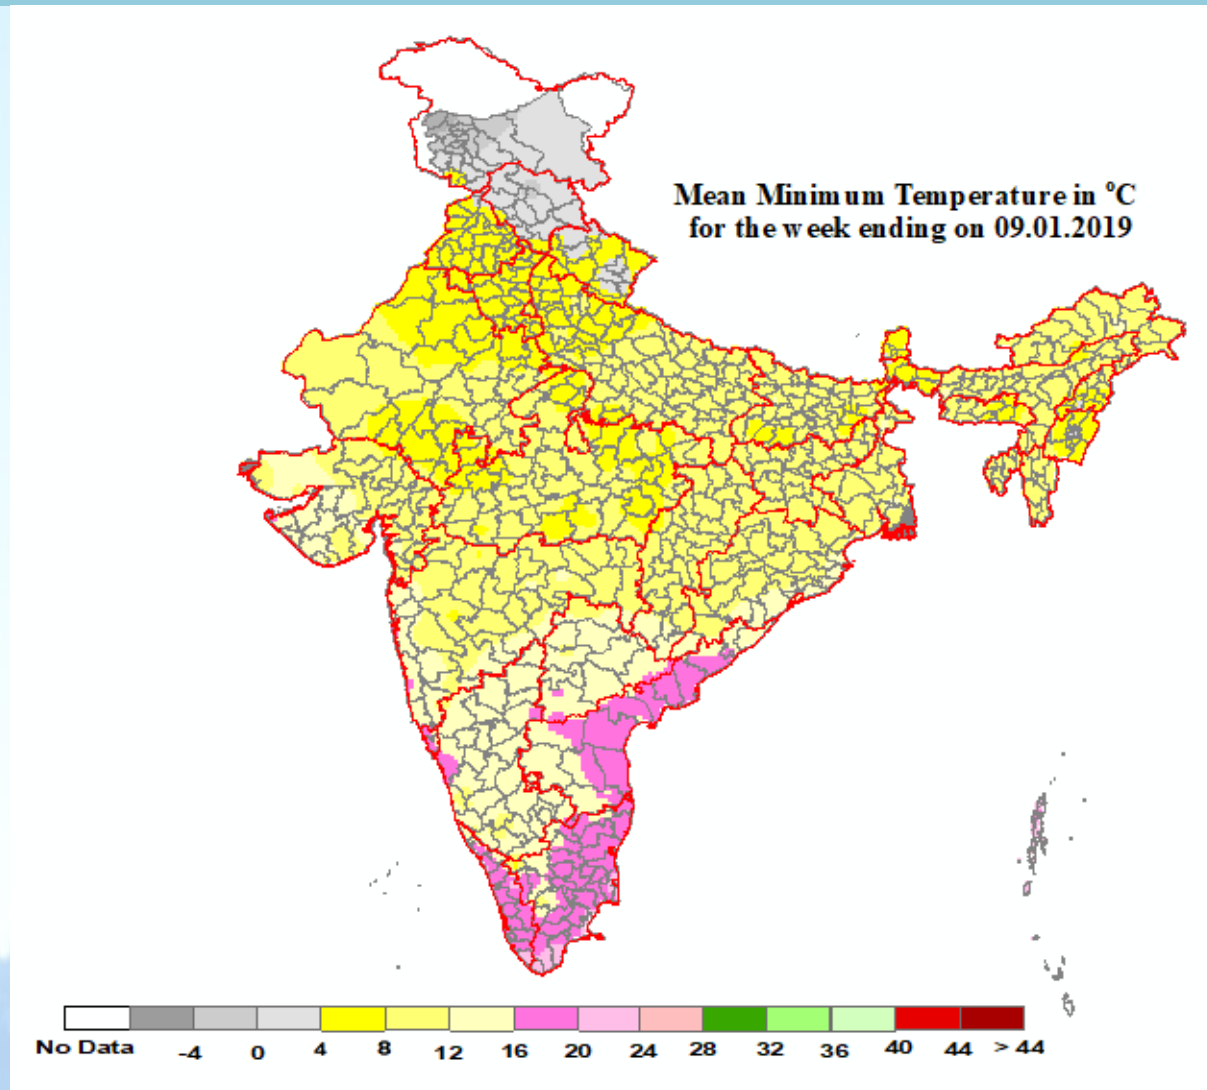 Mean Minimum Temperature in °C
for the week ending on 09.01.2019
No Data -4 0 4 8 12 16 20 24 28 32 36 40 44 > 44